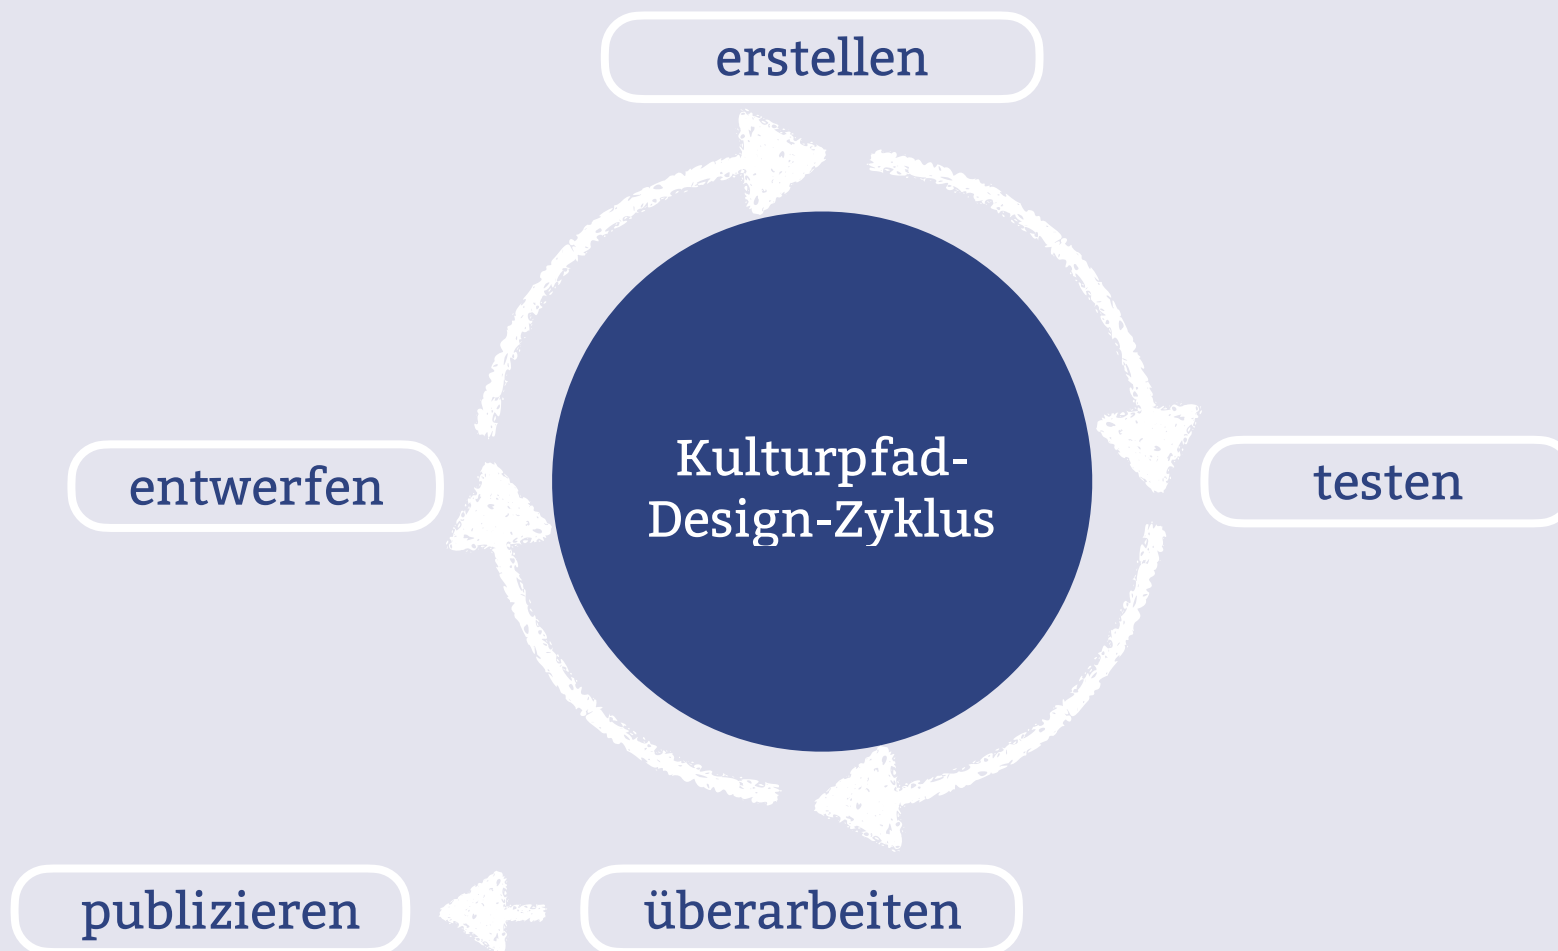 erstellen
Kulturpfad-
Design-Zyklus
entwerfen
testen
publizieren
überarbeiten